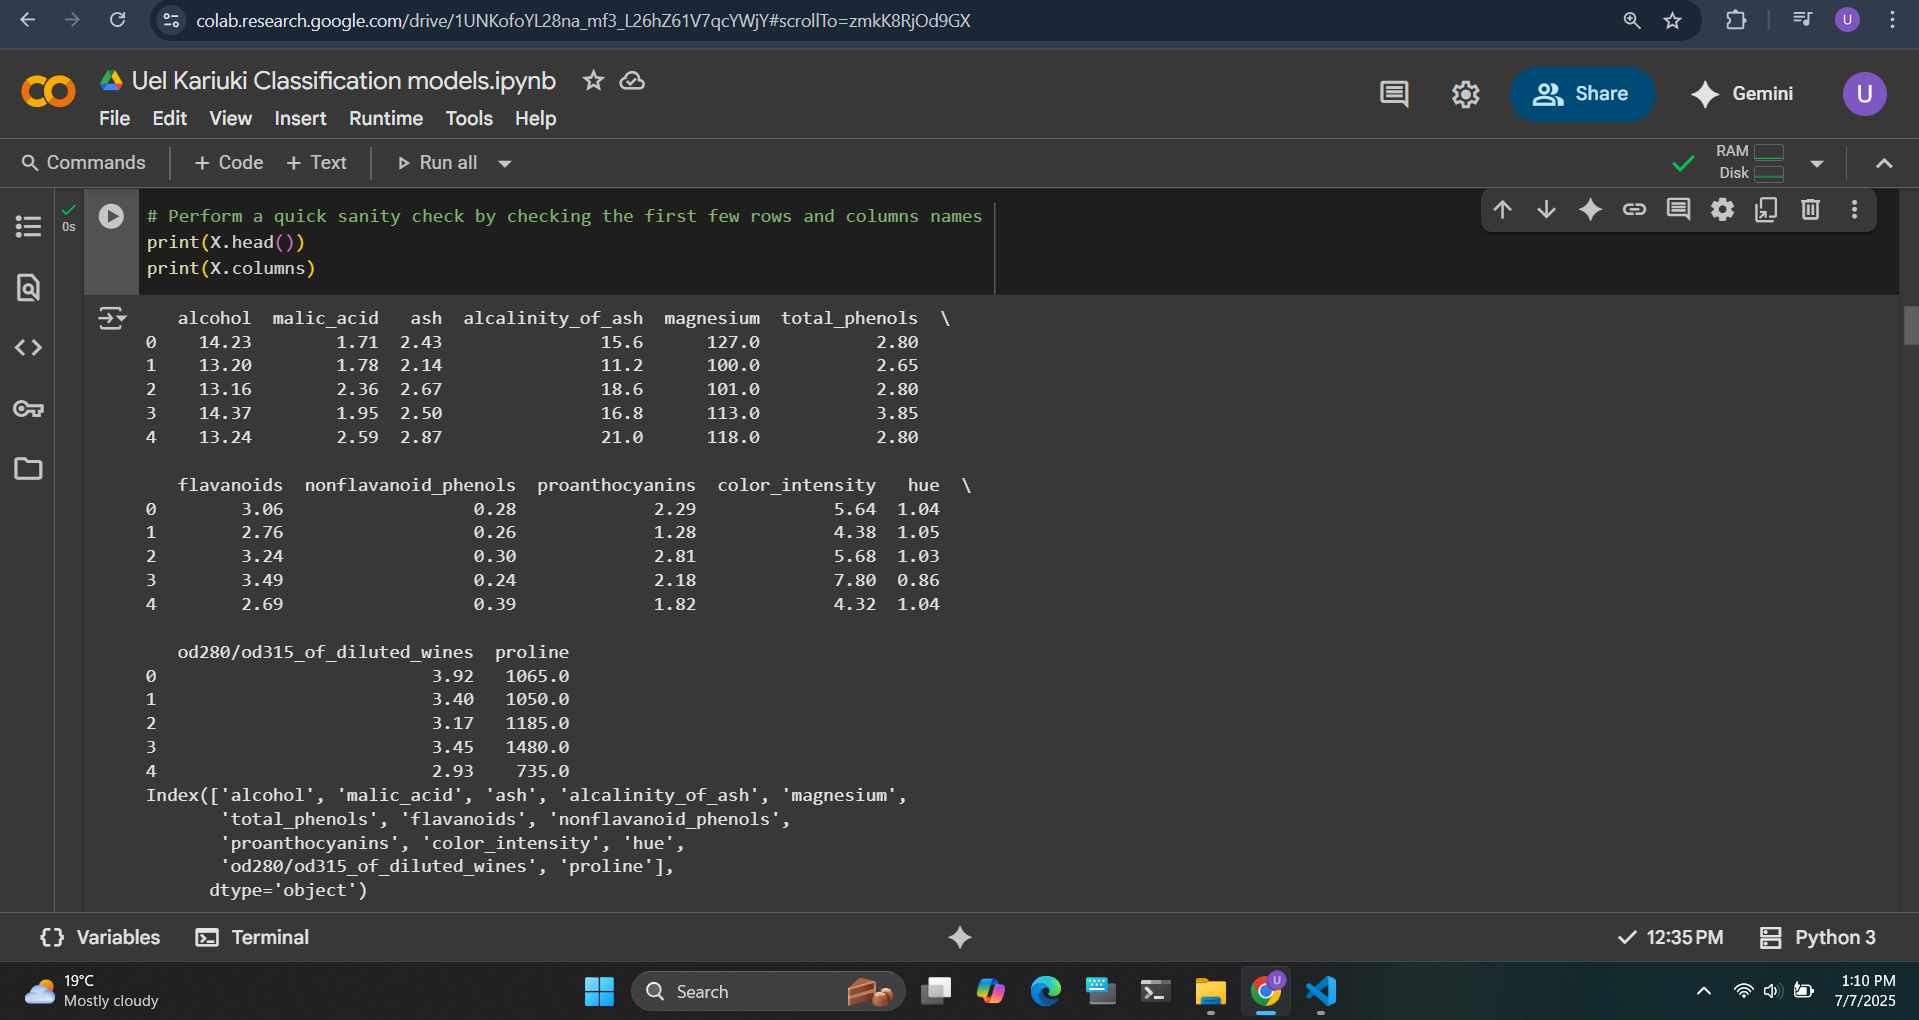 colab.research.google.com/drive/1UNKofoYL28na_mf3_L26hZ61V7qcYWjY#scrollTo=zmkK8RjOd9GX
U
Uel Kariuki Classification models.ipynb
File Edit View Insert Runtime Tools Help
Share
Gemini
U
Commands + Code + Text Run all
RAM
Disk
0s
# Perform a quick sanity check by checking the first few rows and columns names
print(X.head())
print(X.columns)
alcohol malic_acid ash alcalinity_of_ash magnesium total_phenols \
0 14.23 1.71 2.43 15.6 127.0 2.80
1 13.20 1.78 2.14 11.2 100.0 2.65
2 13.16 2.36 2.67 18.6 101.0 2.80
3 14.37 1.95 2.50 16.8 113.0 3.85
4 13.24 2.59 2.87 21.0 118.0 2.80
flavanoids nonflavanoid_phenols proanthocyanins color_intensity hue \
0 3.06 0.28 2.29 5.64 1.04
1 2.76 0.26 1.28 4.38 1.05
2 3.24 0.30 2.81 5.68 1.03
3 3.49 0.24 2.18 7.80 0.86
4 2.69 0.39 1.82 4.32 1.04
od280/od315_of_diluted_wines proline
0 3.92 1065.0
1 3.40 1050.0
2 3.17 1185.0
3 3.45 1480.0
4 2.93 735.0
Index(['alcohol', 'malic_acid', 'ash', 'alcalinity_of_ash', 'magnesium',
'total_phenols', 'flavanoids', 'nonflavanoid_phenols',
'proanthocyanins', 'color_intensity', 'hue',
'od280/od315_of_diluted_wines', 'proline'],
dtype='object')
Variables Terminal
12:35 PM
Python 3
19°C
Mostly cloudy
Search
U
1:10 PM
7/7/2025